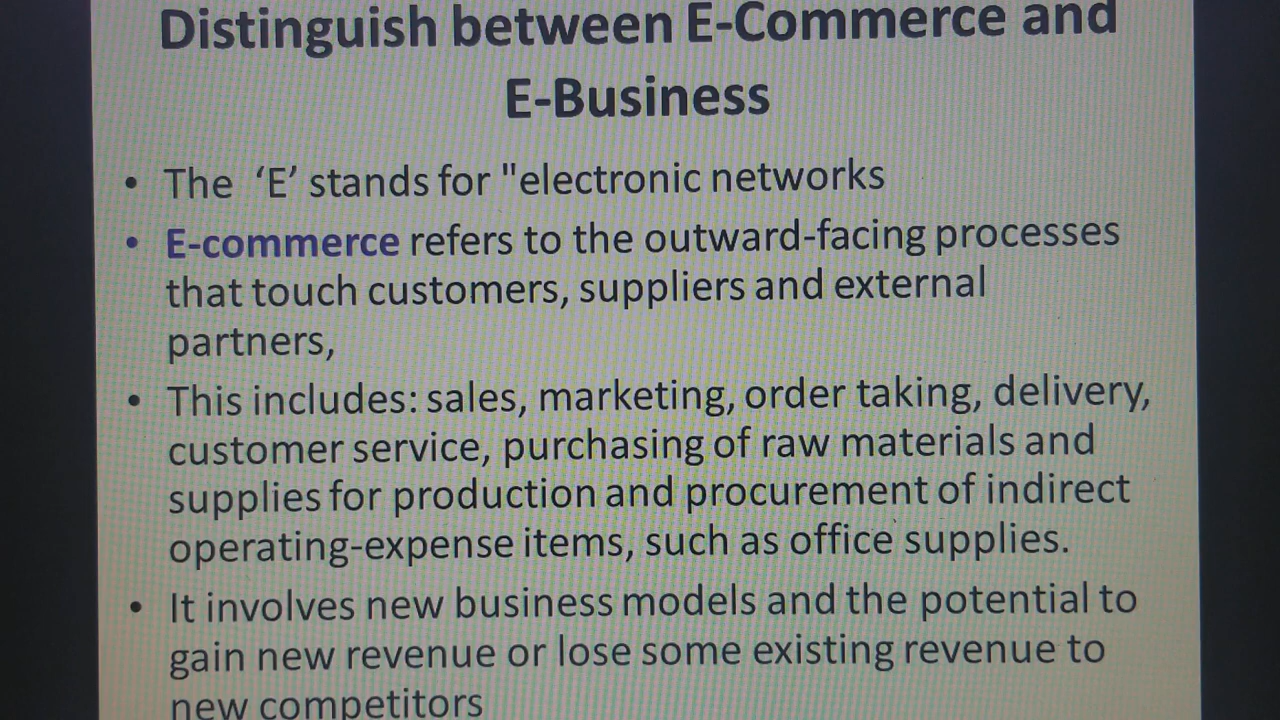 Distinguish between E-Commerce and
E-Business
• The ‘E’ stands for "electronic networks
• E-commerce refers to the outward-facing processes
that touch customers, suppliers and external
partners,
• This includes: sales, marketing, order taking, delivery,
customer service, purchasing of raw materials and
supplies for production and procurement of indirect
operating-expense items, such as office supplies.
• It involves new business models and the potential to
gain new revenue or lose some existing revenue to
new competitors